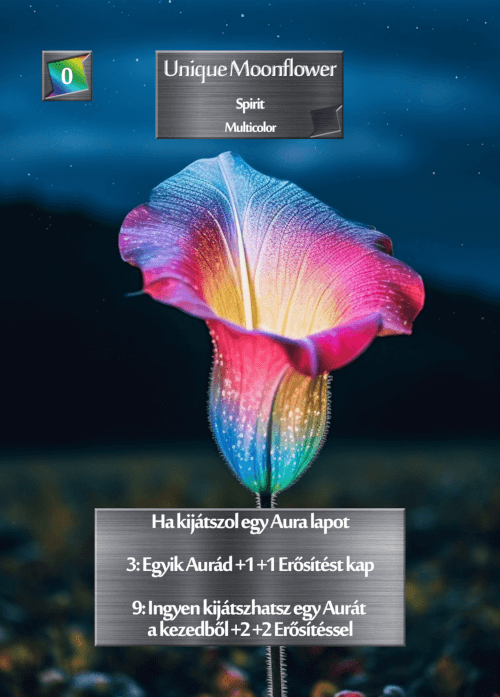 0
Unique Moonflower
Spirit
Multicolor
Ha kijátszol egy Aura lapot
3: Egyik Aurád +1 +1 Erősítést kap
9: Ingyen kijátszhatsz egy Aurát
a kezedből +2 +2 Erősítéssel